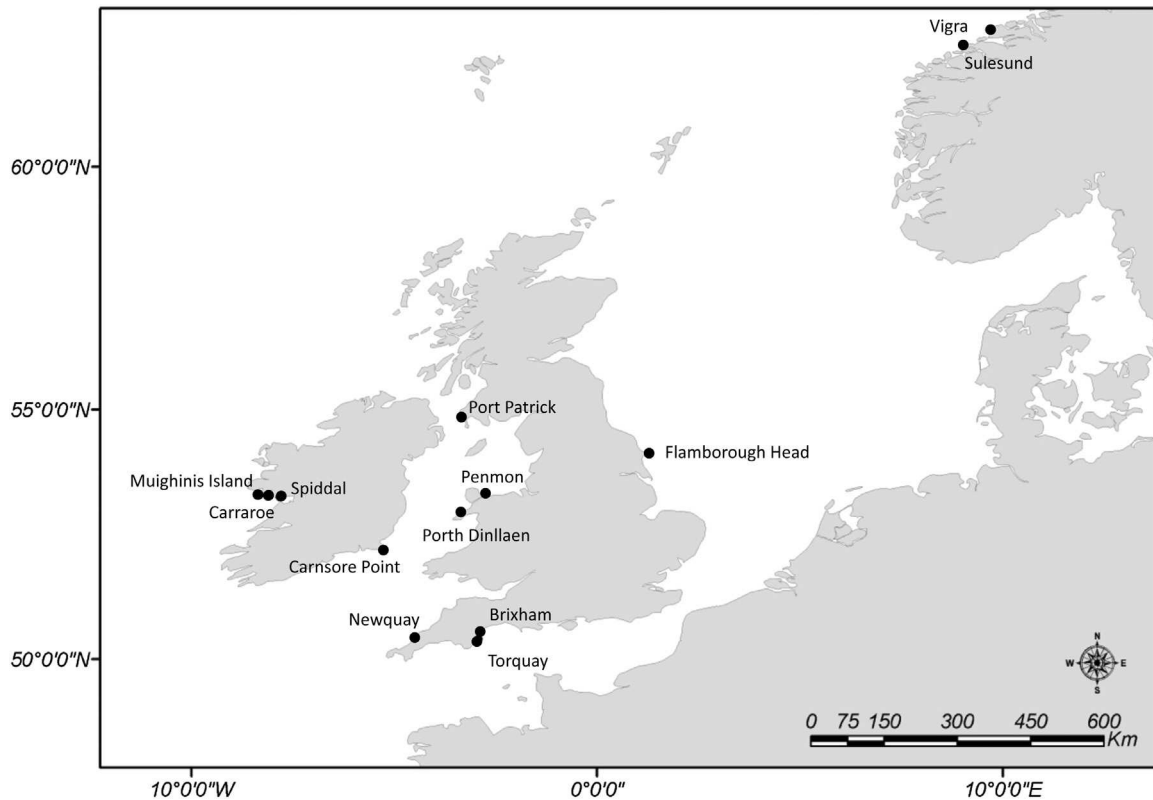 Vigra
Sulesund
60°0'0"N
55°0'0"N
Port Patrick
Flamborough Head
Penmon
Muighinis Island
Spiddal
Carraroe
Porth Dinllaen
Carnsore Point
Newquay
Brixham
Torquay
50°0'0"N
N
W E
S
0 75 150 300 450 600
Km
10°0'0"W 0°0'0" 10°0'0"E